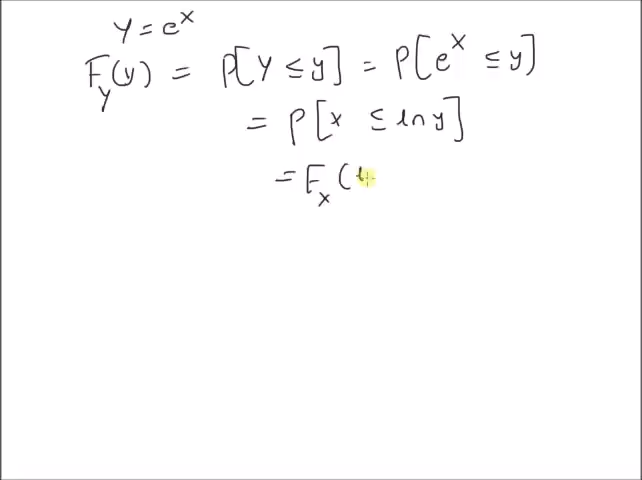 Y = e^x
F_Y(y) = P[Y ≤ y] = P[e^x ≤ y]
= P[x ≤ ln y]
= F_x(